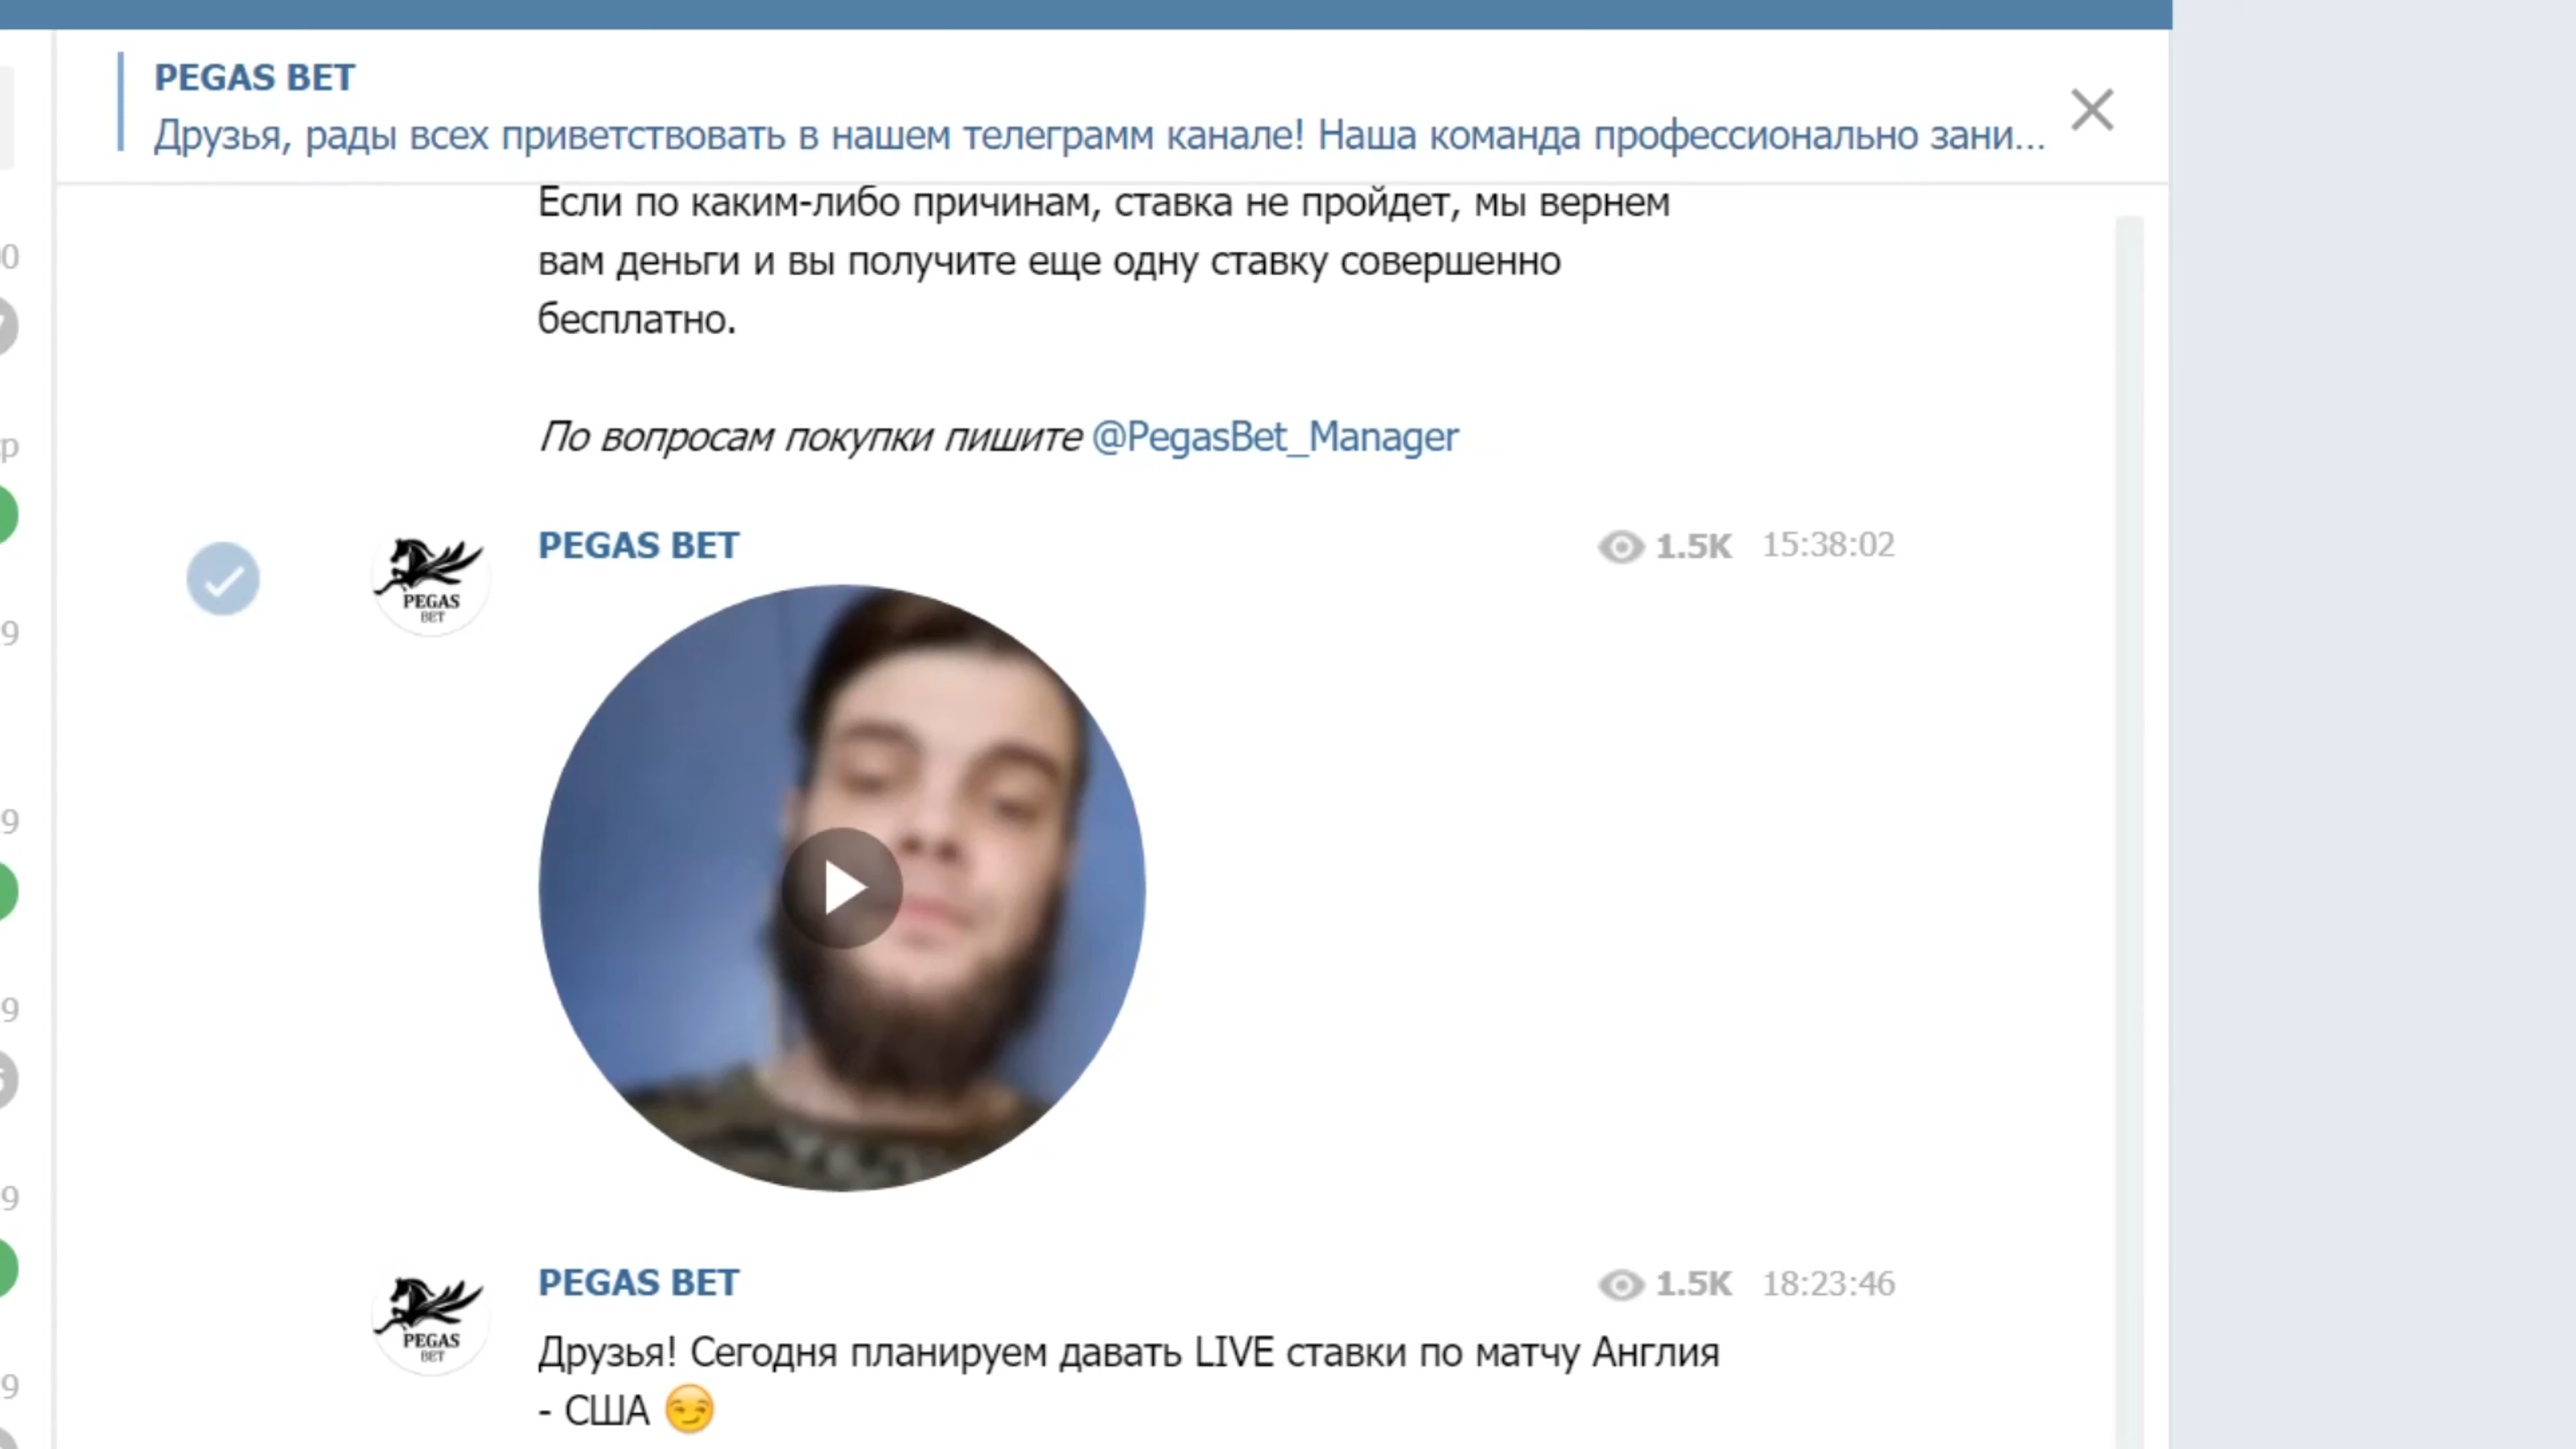 PEGAS BET
Друзья, рады всех приветствовать в нашем телеграмм канале! Наша команда профессионально зани...
Если по каким-либо причинам, ставка не пройдет, мы вернем
вам деньги и вы получите еще одну ставку совершенно
бесплатно.
По вопросам покупки пишите @PegasBet_Manager
PEGAS BET 1.5K 15:38:02
PEGAS
BET
PEGAS BET 1.5K 18:23:46
PEGAS
BET
Друзья! Сегодня планируем давать LIVE ставки по матчу Англия
- США